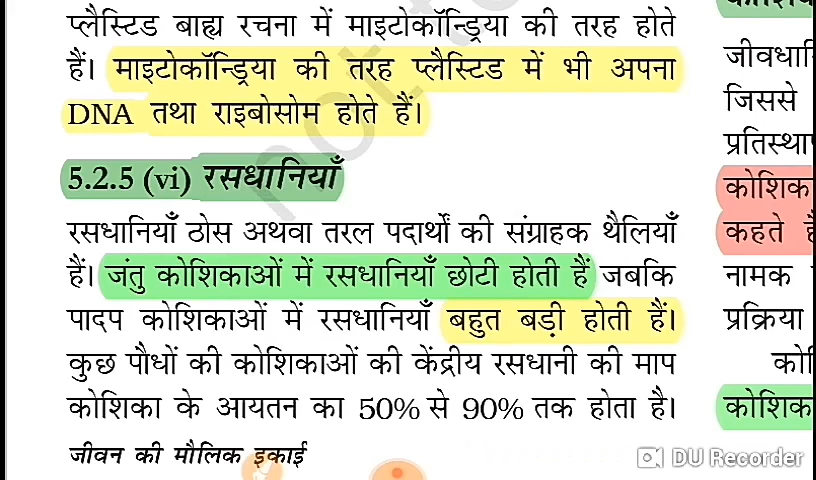 प्लैस्टिड बाह्य रचना में माइटोकॉन्ड्रिया की तरह होते
हैं। माइटोकॉन्ड्रिया की तरह प्लैस्टिड में भी अपना
DNA तथा राइबोसोम होते हैं।
5.2.5 (vi) रसधानियाँ
रसधानियाँ ठोस अथवा तरल पदार्थों की संग्राहक थैलियाँ
हैं। जंतु कोशिकाओं में रसधानियाँ छोटी होती हैं जबकि
पादप कोशिकाओं में रसधानियाँ बहुत बड़ी होती हैं।
कुछ पौधों की कोशिकाओं की केंद्रीय रसधानी की माप
कोशिका के आयतन का 50% से 90% तक होता है।
जीवन की मौलिक इकाई
जिससे
कहते
नामक
प्रक्रिया
DU Recorder